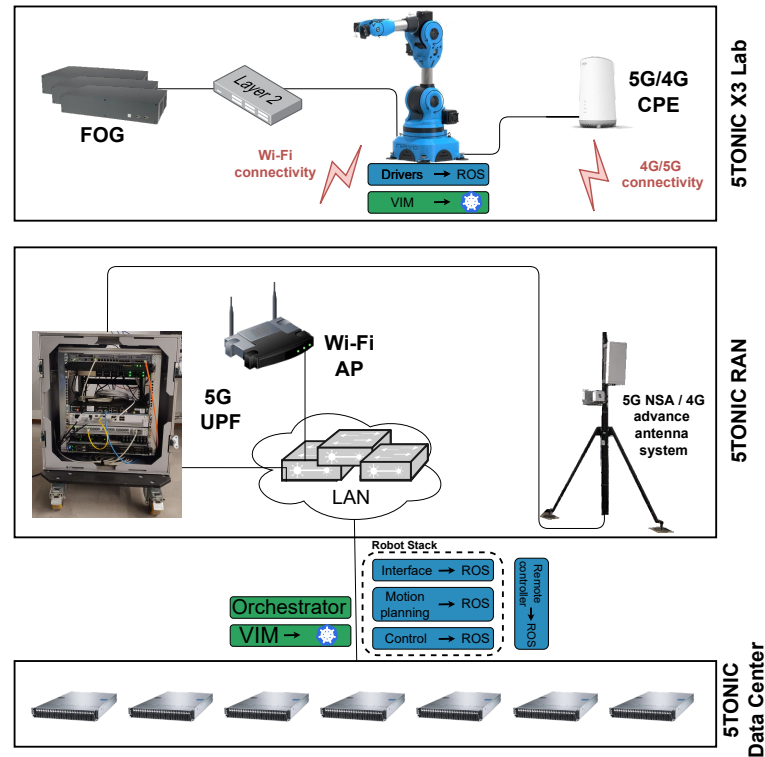 FOG
Layer 2
5G/4G
CPE
Wi-Fi
connectivity
Drivers → ROS
VIM →
4G/5G
connectivity
5TONIC X3 Lab
5G
UPF
Wi-Fi
AP
LAN
5G NSA / 4G
advance
antenna
system
5TONIC RAN
Robot Stack
Interface → ROS
Motion
planning → ROS
Control → ROS
Remote
controller → ROS
Orchestrator
VIM →
5TONIC
Data Center